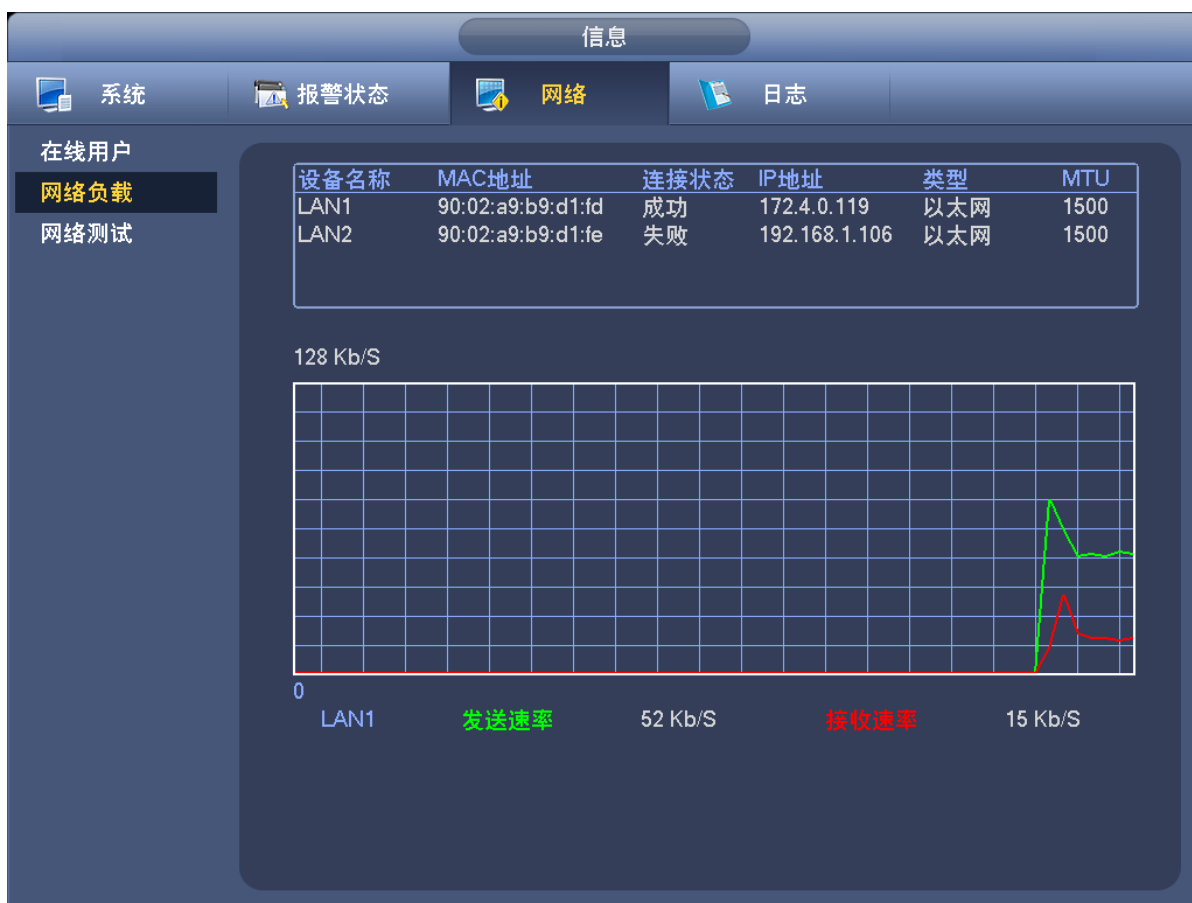 信息
系统 报警状态 网络 日志
在线用户
网络负载
网络测试
设备名称 MAC地址 连接状态 IP地址 类型 MTU
LAN1 90:02:a9:b9:d1:fd 成功 172.4.0.119 以太网 1500
LAN2 90:02:a9:b9:d1:fe 失败 192.168.1.106 以太网 1500
128 Kb/S
0
LAN1 发送速率 52 Kb/S 接收速率 15 Kb/S